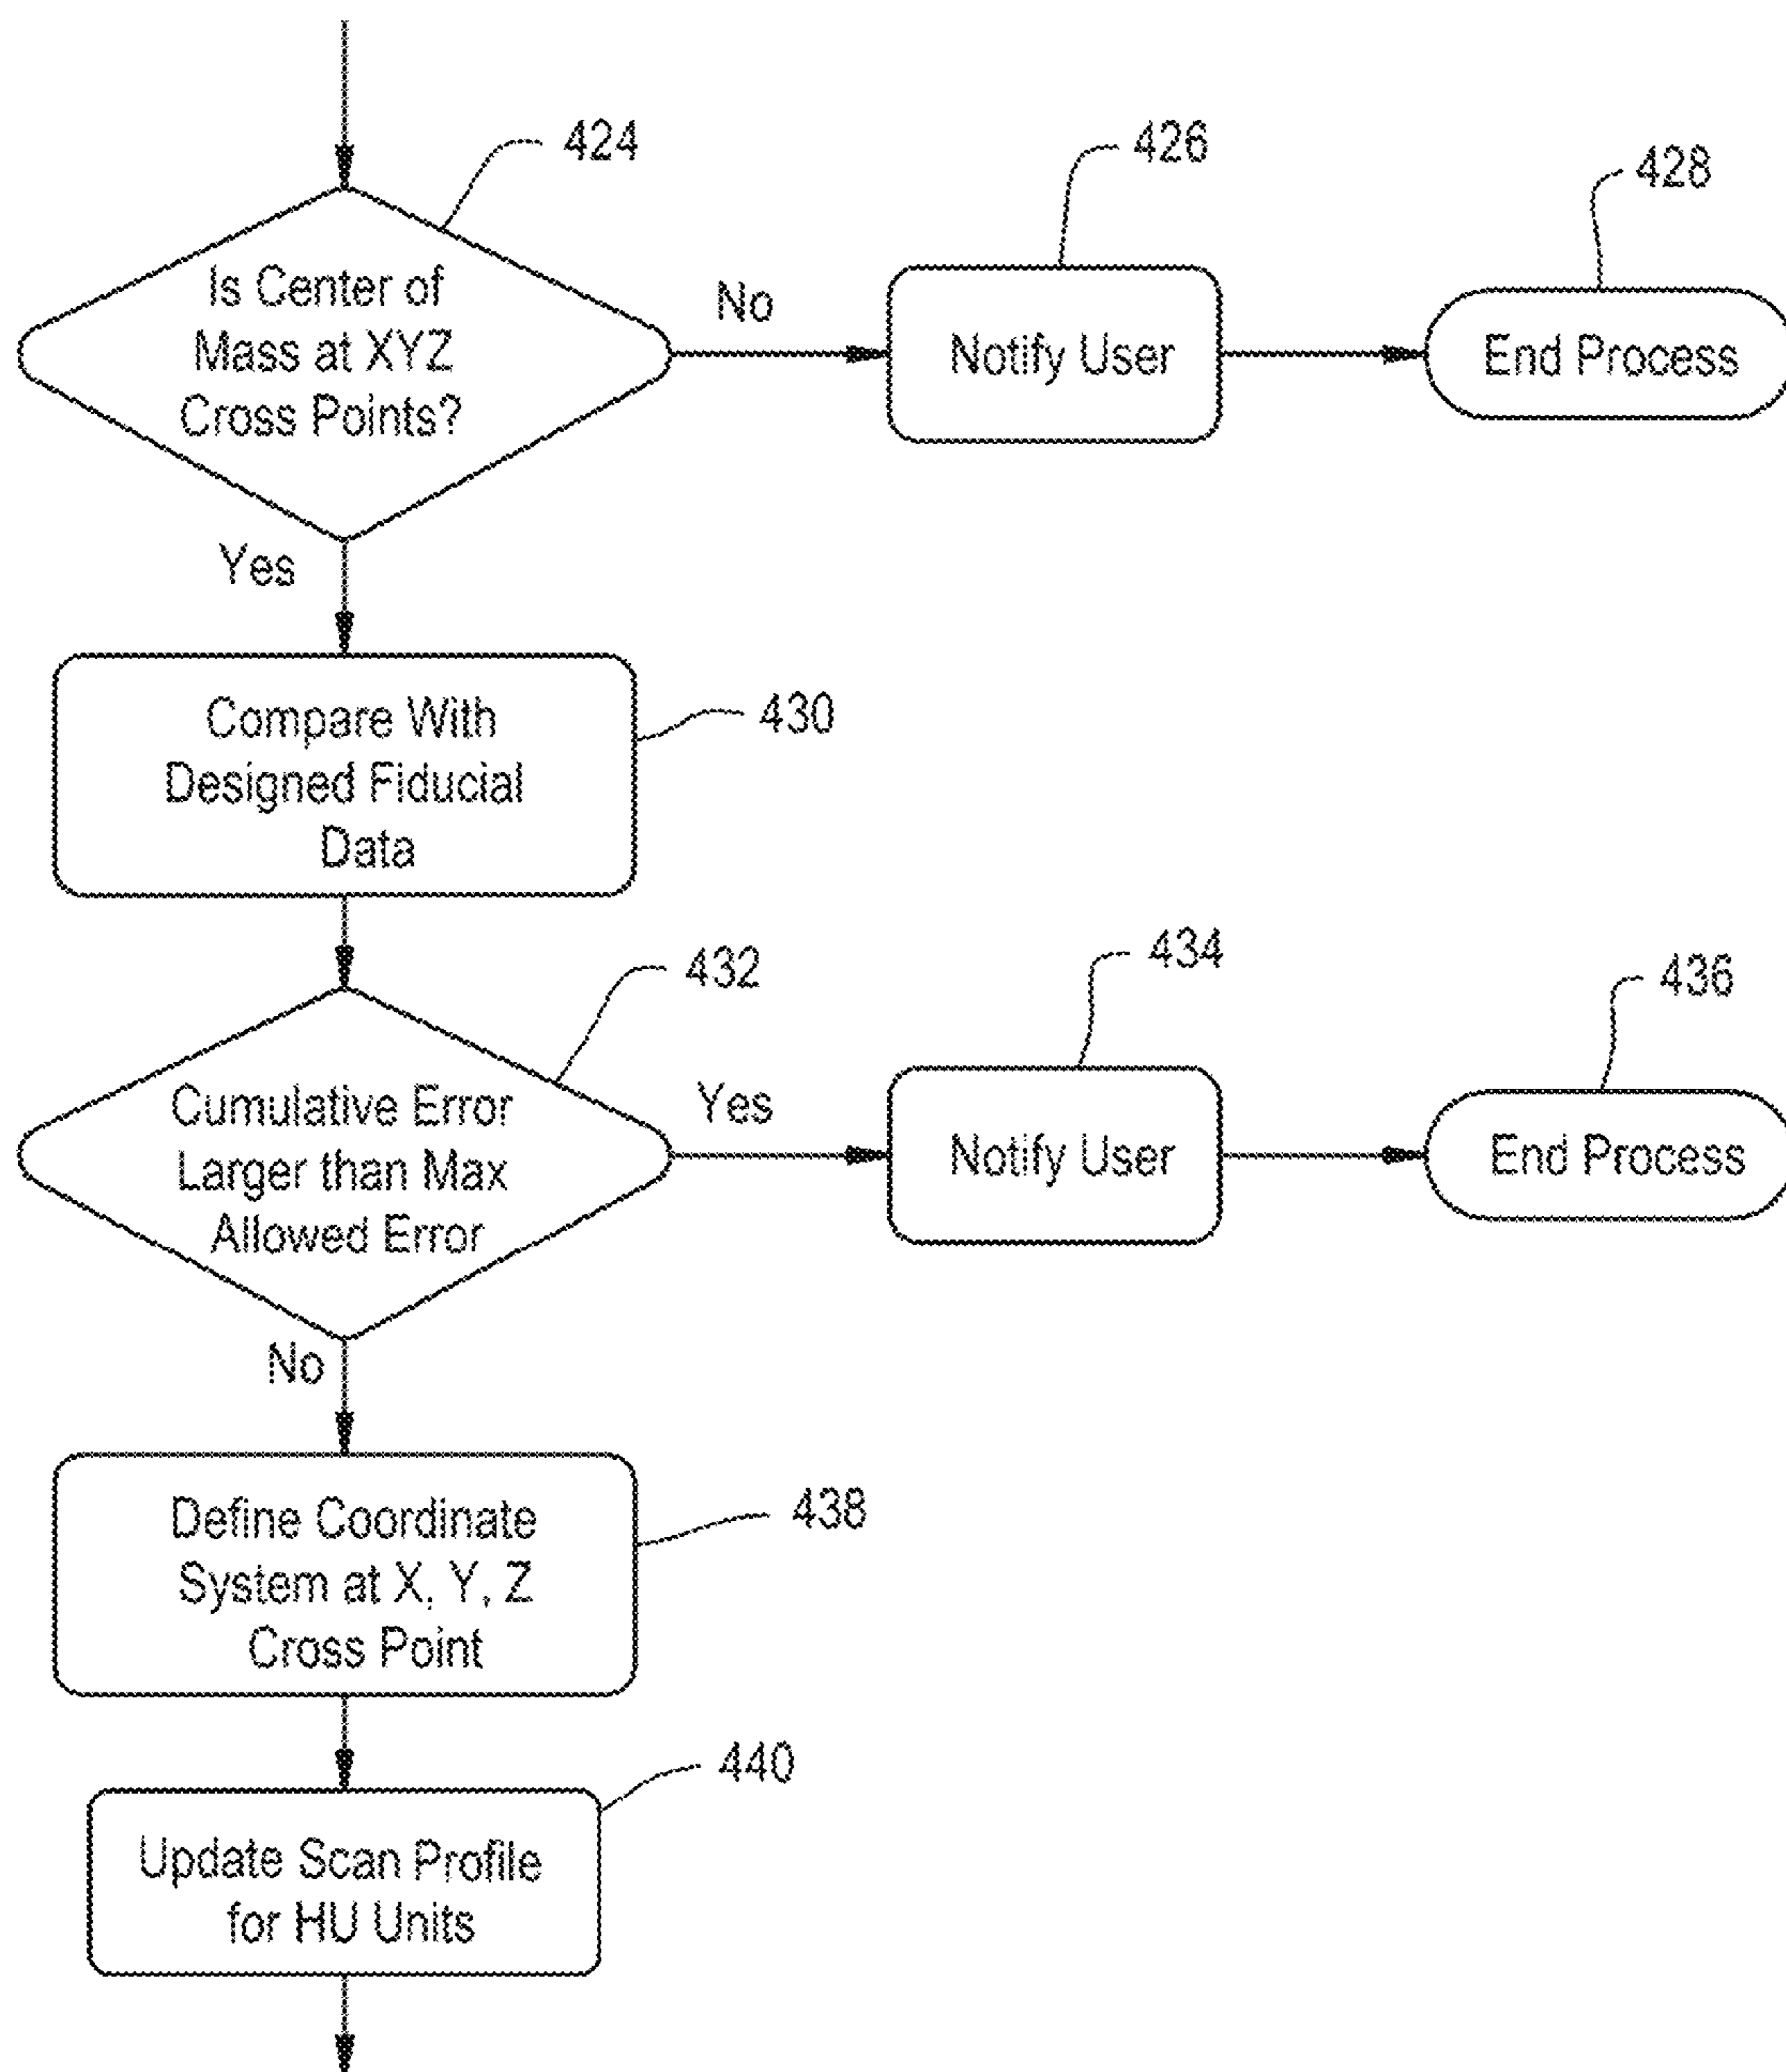 424
Is Center of
Mass at XYZ
Cross Points?
No
426
Notify User
428
End Process
Yes
430
Compare With
Designed Fiducial
Data
432
Cumulative Error
Larger than Max
Allowed Error
Yes
434
Notify User
436
End Process
No
438
Define Coordinate
System at X, Y, Z
Cross Point
440
Update Scan Profile
for HU Units